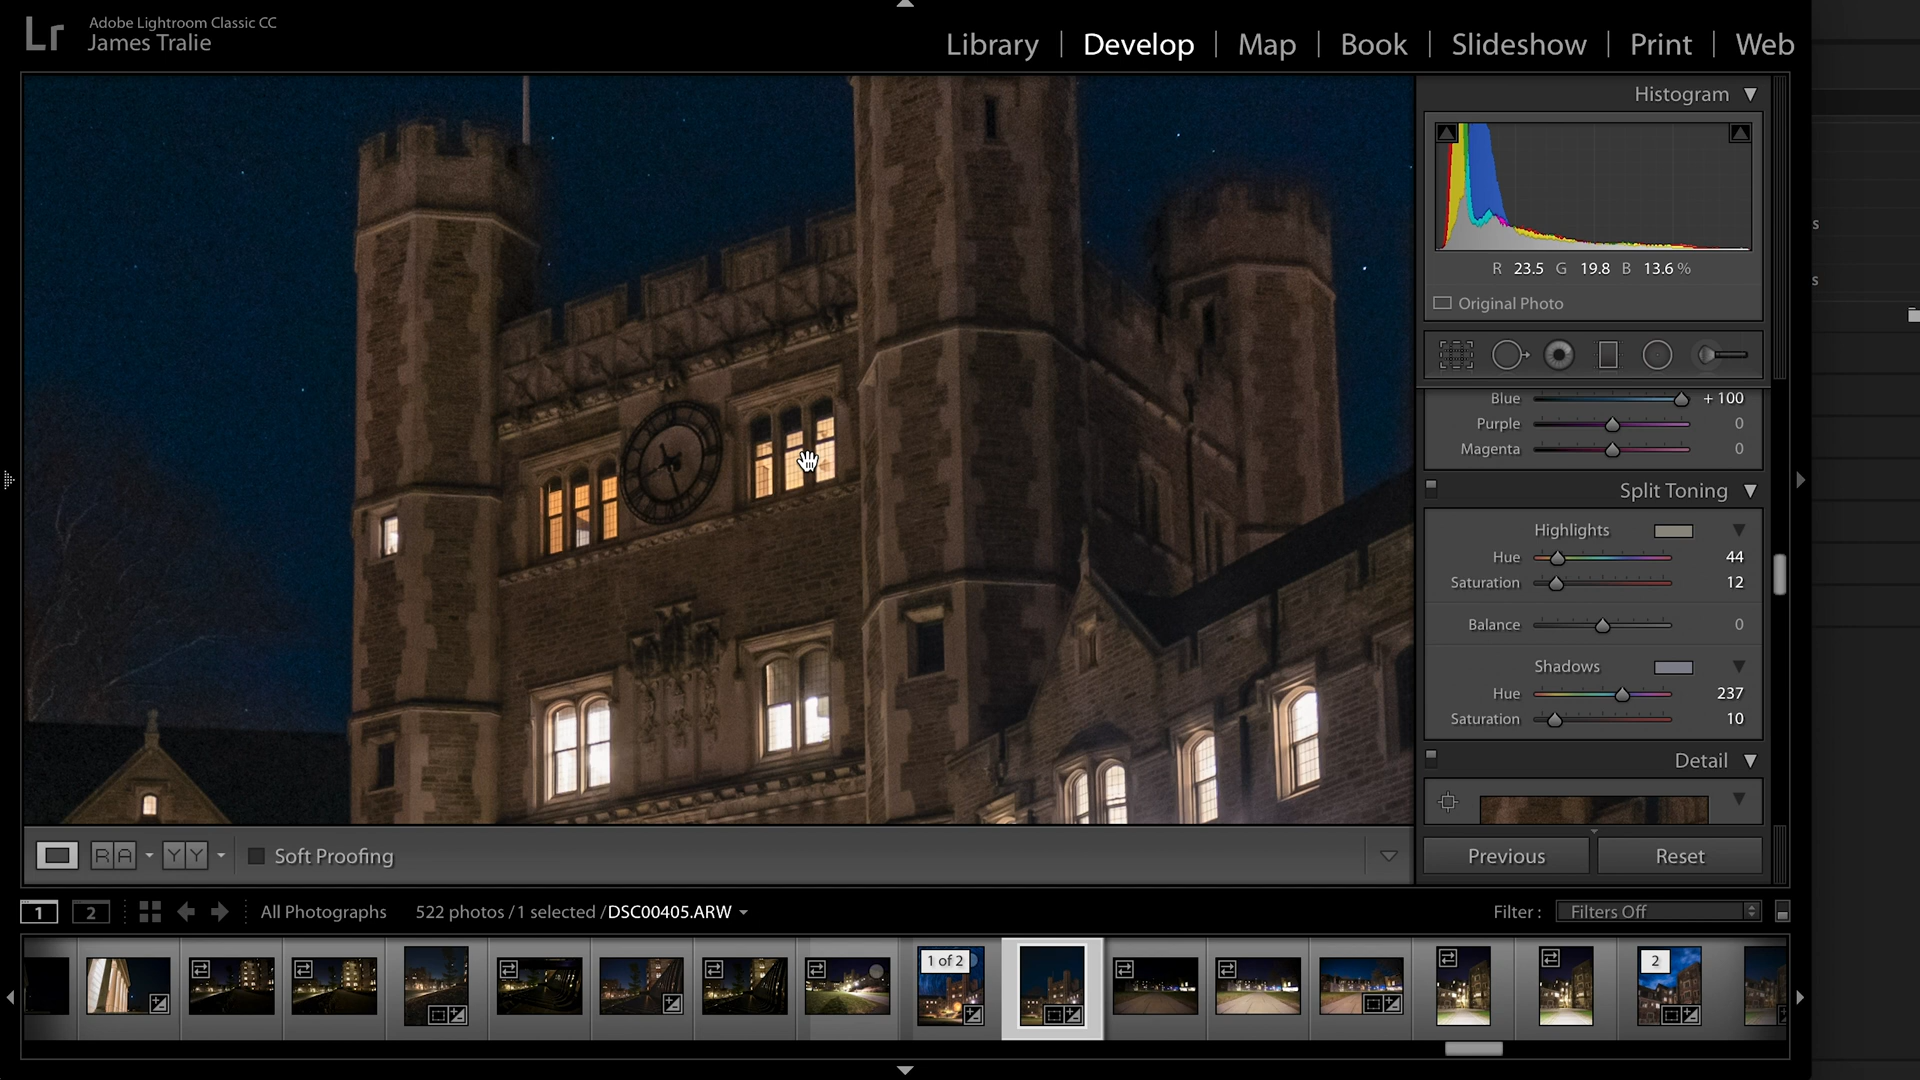 Lr
Adobe Lightroom Classic CC
James Tralie
Library | Develop | Map | Book | Slideshow | Print | Web
Histogram
R 23.5 G 19.8 B 13.6 %
Original Photo
Blue + 100
Purple 0
Magenta 0
Split Toning
Highlights
Hue 44
Saturation 12
Balance 0
Shadows
Hue 237
Saturation 10
Detail
Previous Reset
R A Y Y Soft Proofing
1 2 All Photographs 522 photos / 1 selected / DSC00405.ARW Filter : Filters Off
1 of 2
2
s
s